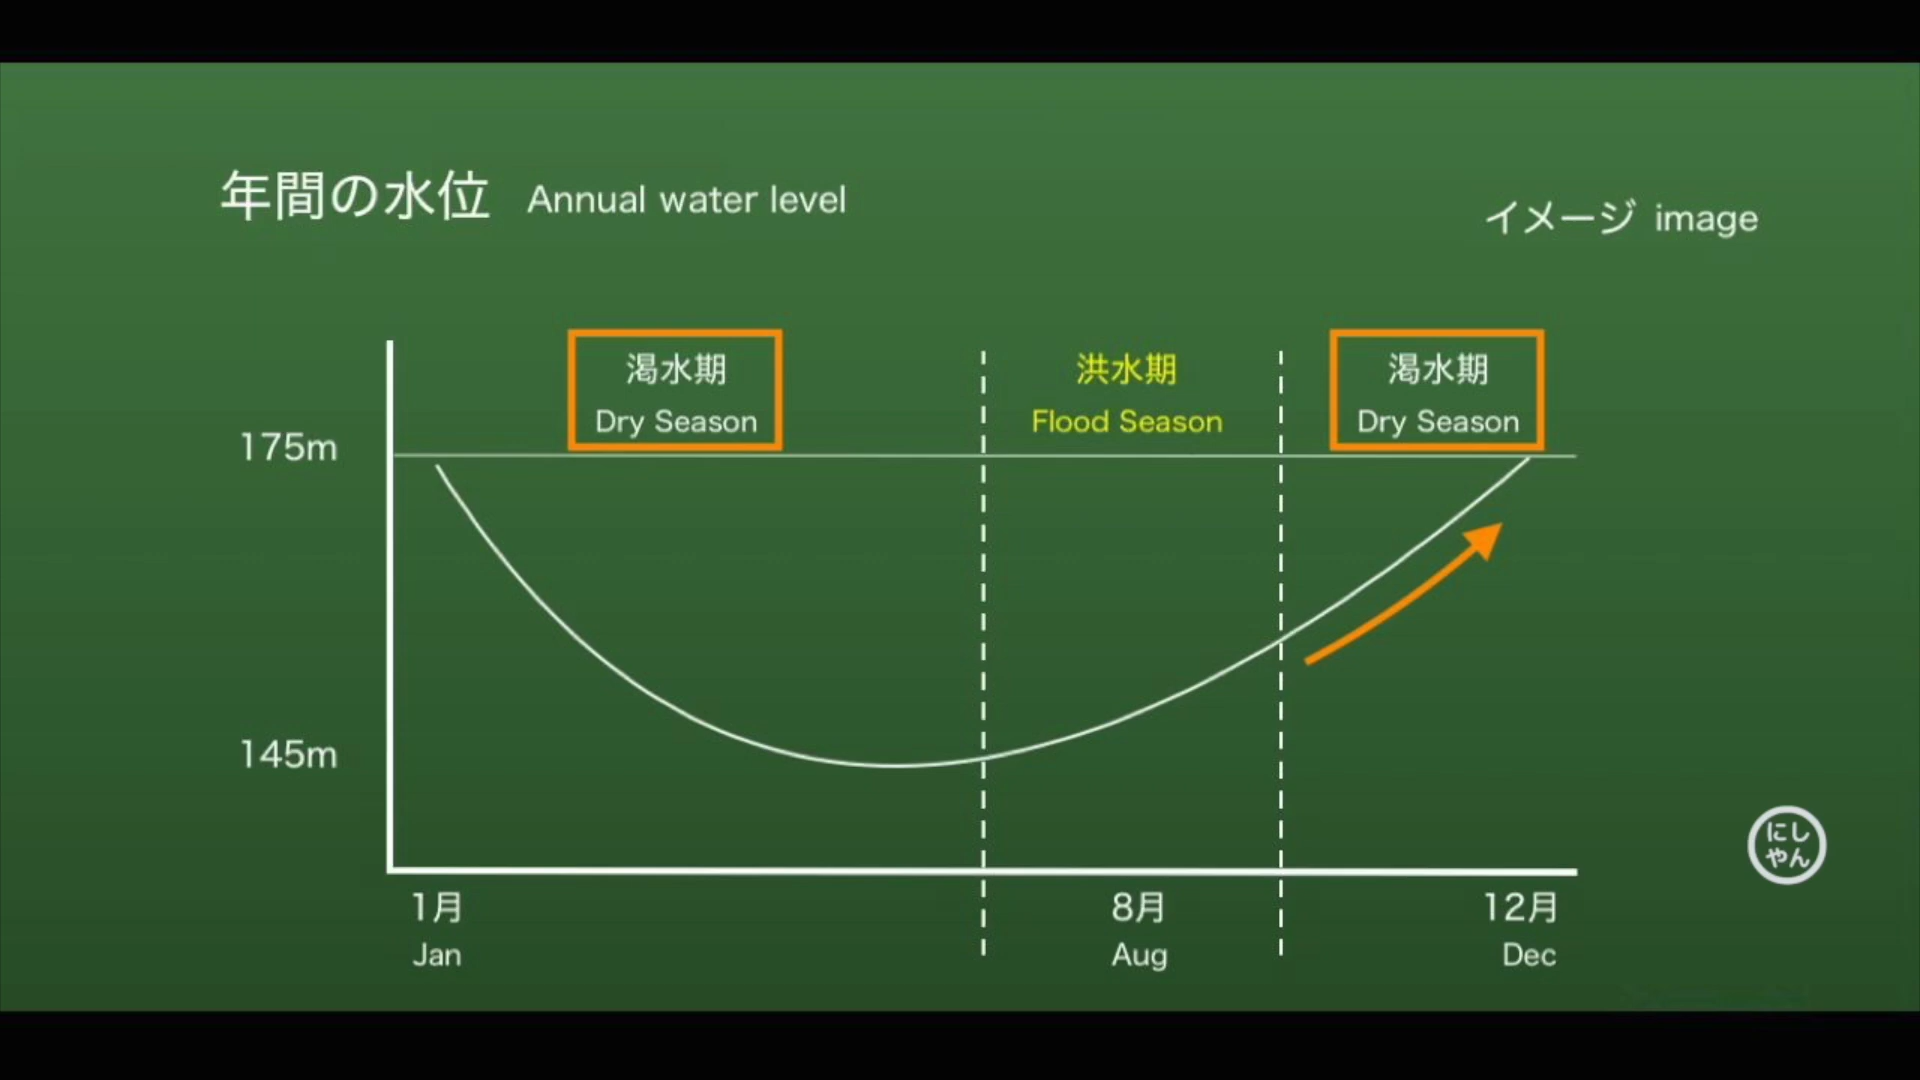 年間の水位 Annual water level
イメージ image
渇水期
Dry Season
洪水期
Flood Season
渇水期
Dry Season
175m
145m
1月
Jan
8月
Aug
12月
Dec
にし
やん